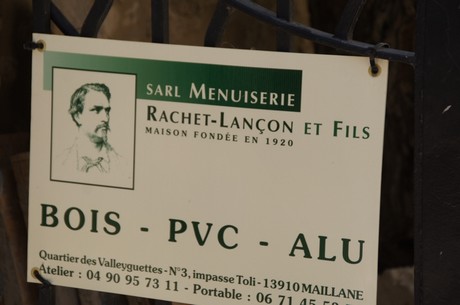 SARL MENUISERIE
RACHET-LANÇON ET FILS
MAISON FONDÉE EN 1920
BOIS - PVC - ALU
Quartier des Valleyguettes - N°3, impasse Toli - 13910 MAILLANE
Atelier : 04 90 95 73 11 - Portable : 06 71 45